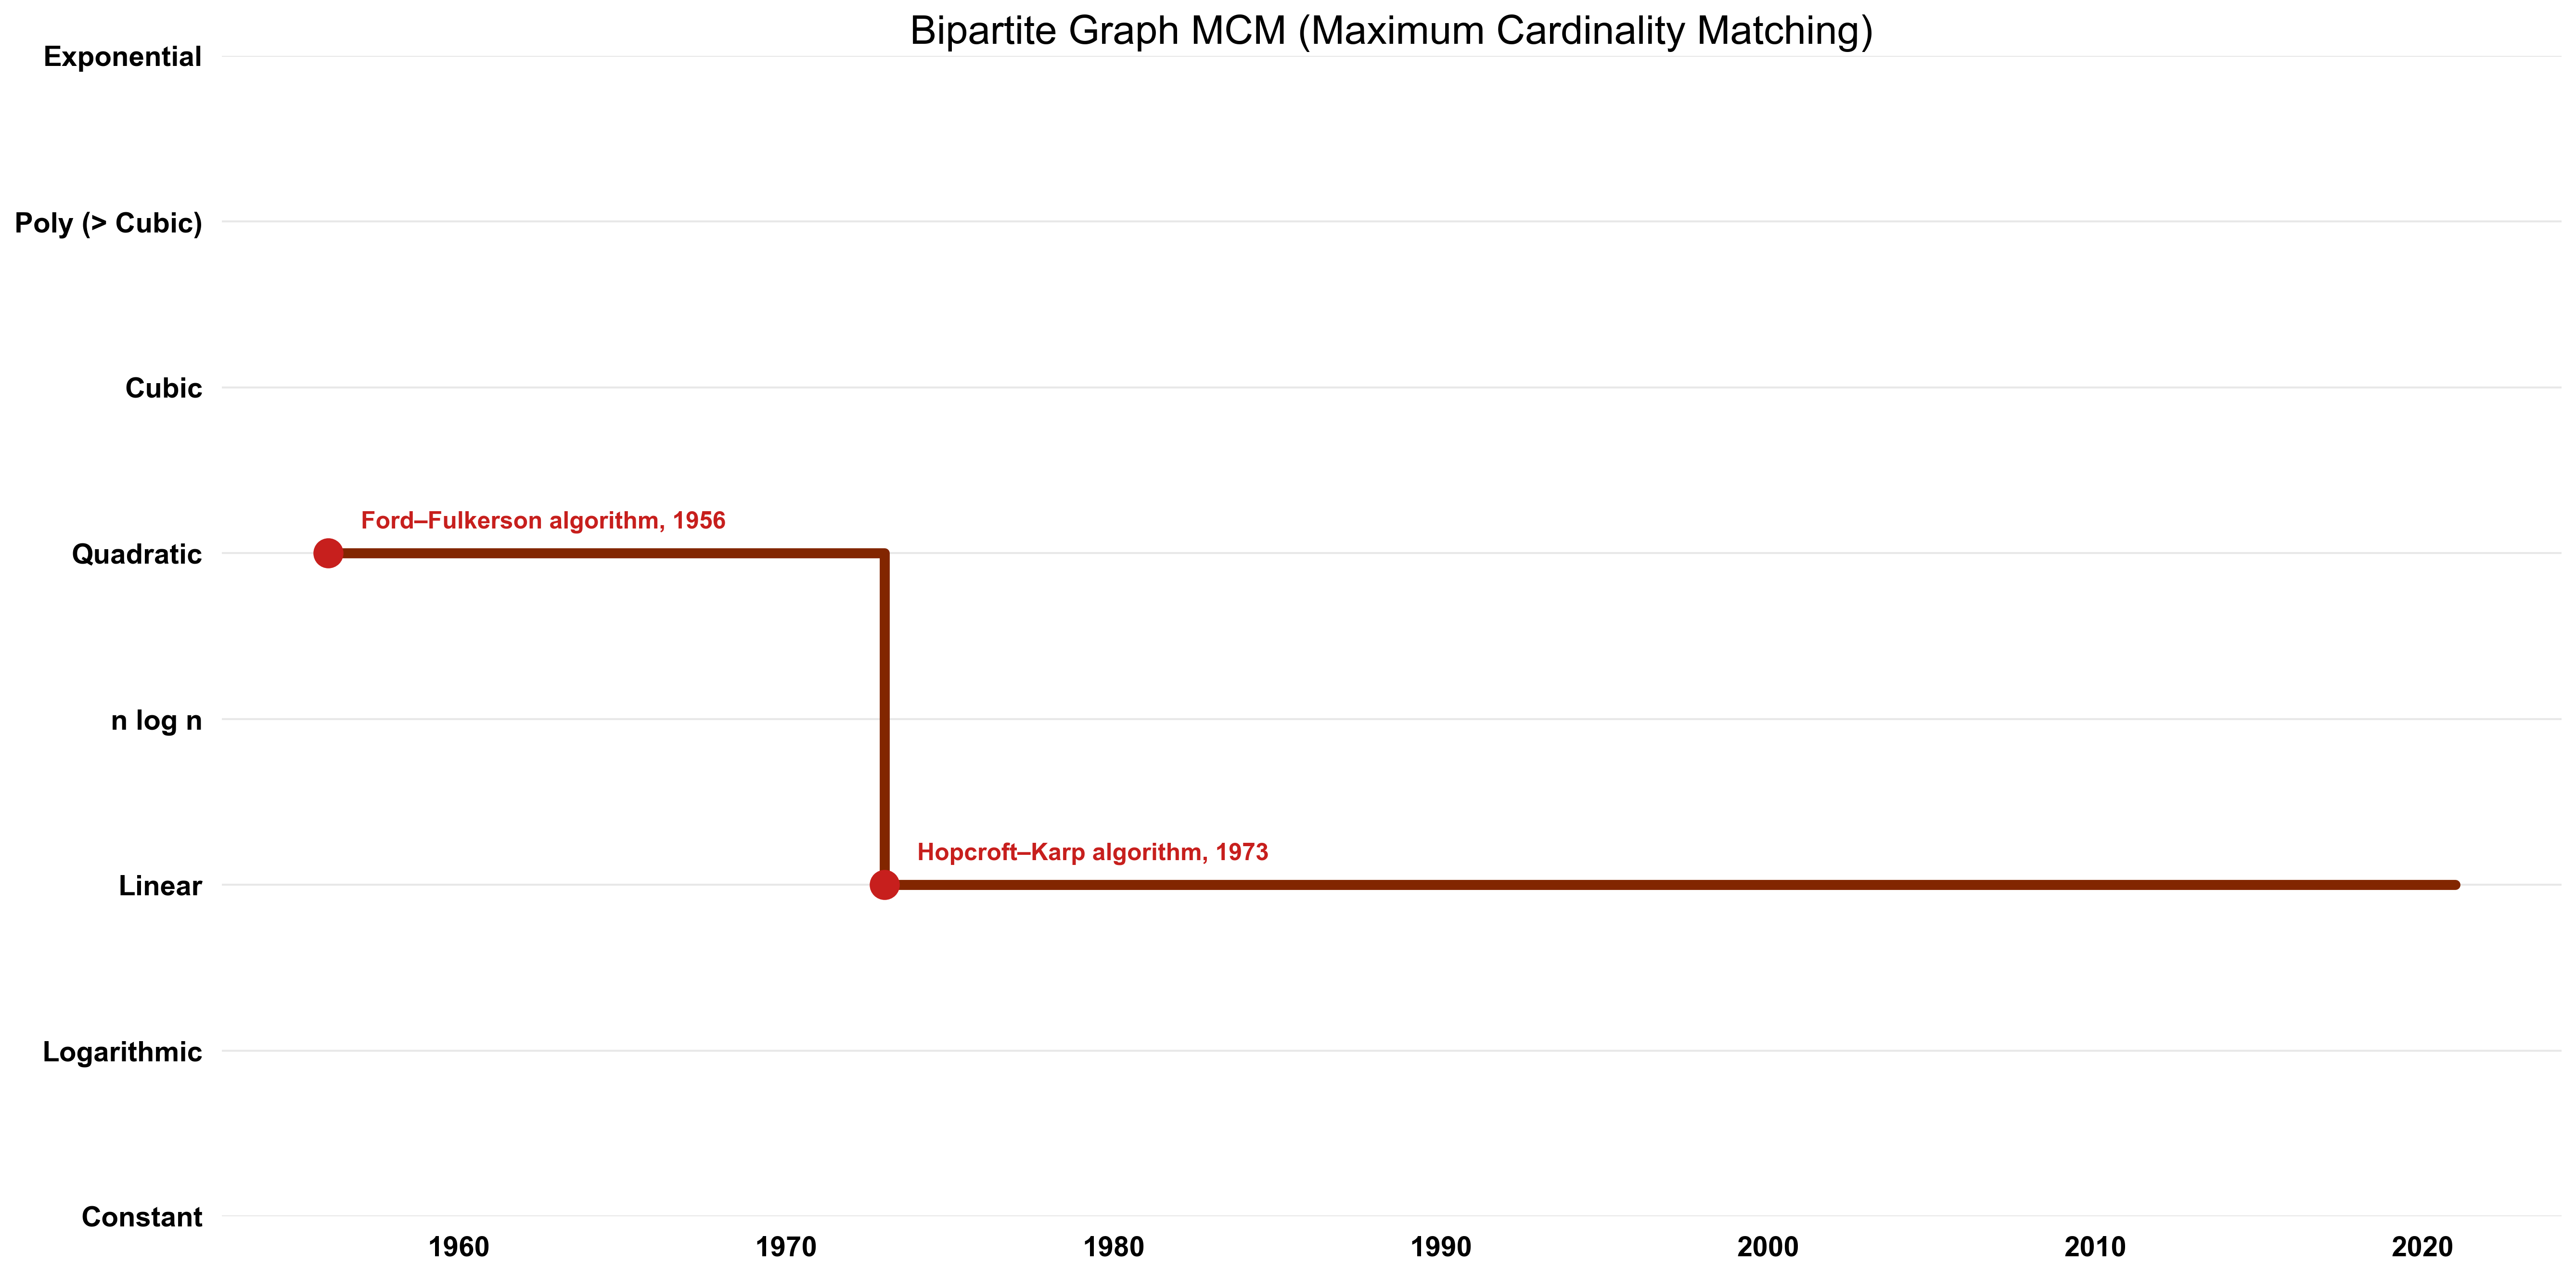 Bipartite Graph MCM (Maximum Cardinality Matching)
Exponential
Poly (> Cubic)
Cubic
Ford–Fulkerson algorithm, 1956
Quadratic
n log n
Hopcroft–Karp algorithm, 1973
Linear
Logarithmic
Constant
1960 1970 1980 1990 2000 2010 2020